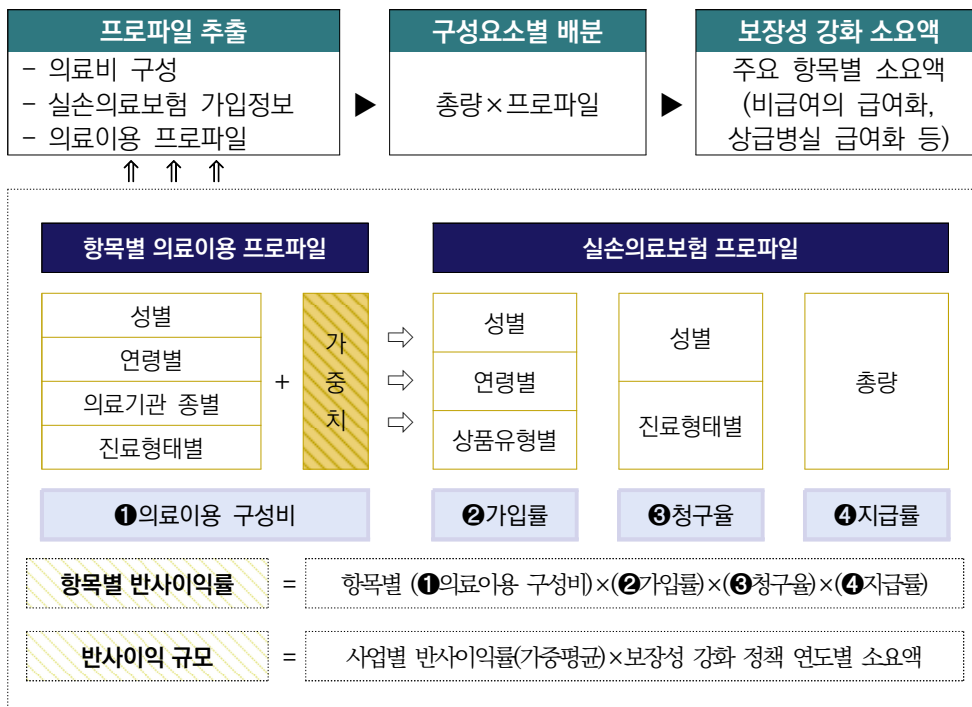 프로파일 추출
- 의료비 구성
- 실손의료보험 가입정보
- 의료이용 프로파일
▶
구성요소별 배분
총량×프로파일
▶
보장성 강화 소요액
주요 항목별 소요액
(비급여의 급여화,
상급병실 급여화 등)
⇑ ⇑ ⇑
항목별 의료이용 프로파일
성별
연령별
의료기관 종별
진료형태별
+
가
중
치
⇨
⇨
⇨
❶의료이용 구성비
실손의료보험 프로파일
성별
연령별
상품유형별
❷가입률
성별
진료형태별
❸청구율
총량
❹지급률
항목별 반사이익률 = 항목별 (❶의료이용 구성비)×(❷가입률)×(❸청구율)×(❹지급률)
반사이익 규모 = 사업별 반사이익률(가중평균)×보장성 강화 정책 연도별 소요액